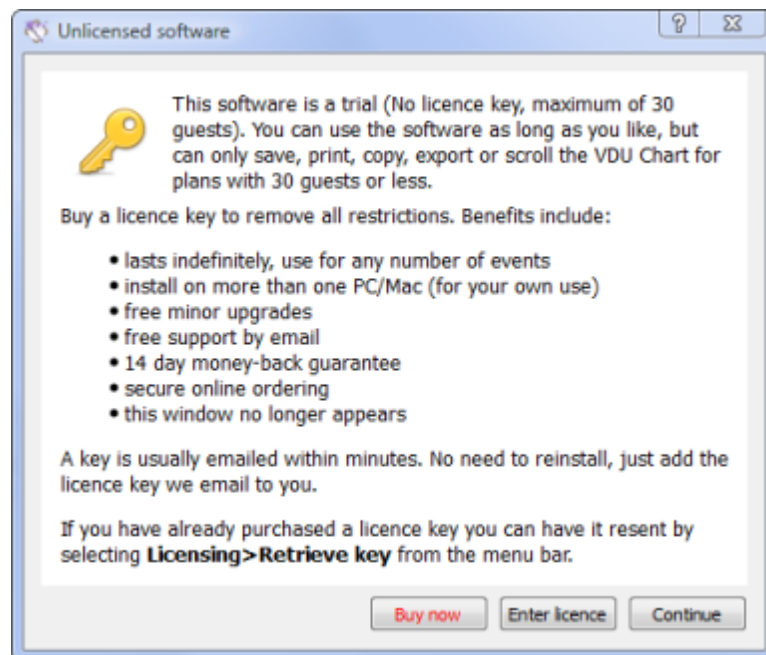 Unlicensed software
This software is a trial (No licence key, maximum of 30
guests). You can use the software as long as you like, but
can only save, print, copy, export or scroll the VDU Chart for
plans with 30 guests or less.
Buy a licence key to remove all restrictions. Benefits include:
• lasts indefinitely, use for any number of events
• install on more than one PC/Mac (for your own use)
• free minor upgrades
• free support by email
• 14 day money-back guarantee
• secure online ordering
• this window no longer appears
A key is usually emailed within minutes. No need to reinstall, just add the
licence key we email to you.
If you have already purchased a licence key you can have it resent by
selecting Licensing>Retrieve key from the menu bar.
Buy now Enter licence Continue